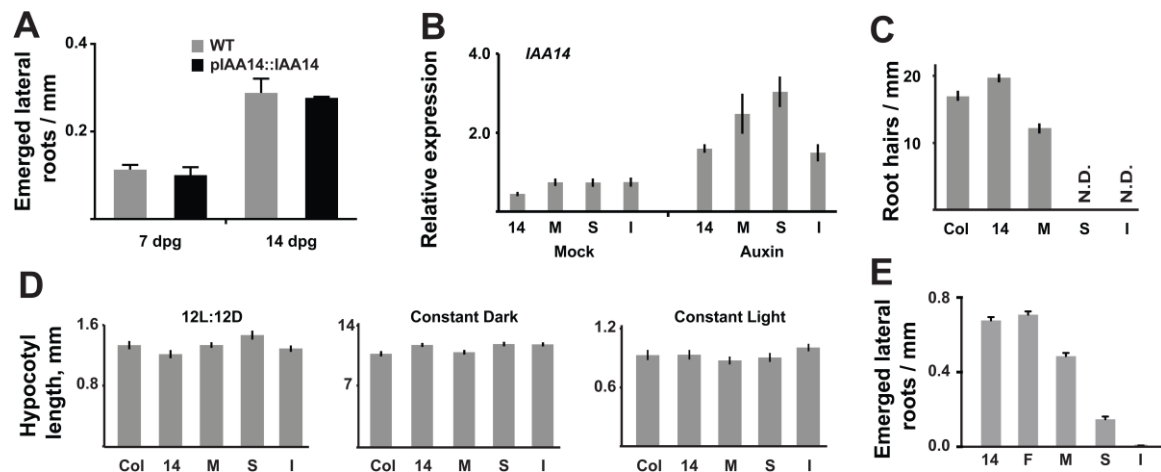 A
Emerged lateral
roots / mm
0.4
0.2
0
WT
pIAA14::IAA14
7 dpg
14 dpg
B
Relative expression
4.0
2.0
0
IAA14
14 M S I
14 M S I
Mock
Auxin
C
Root hairs / mm
20
10
0
N.D.
N.D.
Col 14 M S I
D
Hypocotyl
length, mm
12L:12D
1.6
0.8
Col 14 M S I
Constant Dark
14
7
Col 14 M S I
Constant Light
1.2
0.6
Col 14 M S I
E
Emerged lateral
roots / mm
0.8
0.4
0.0
14 F M S I